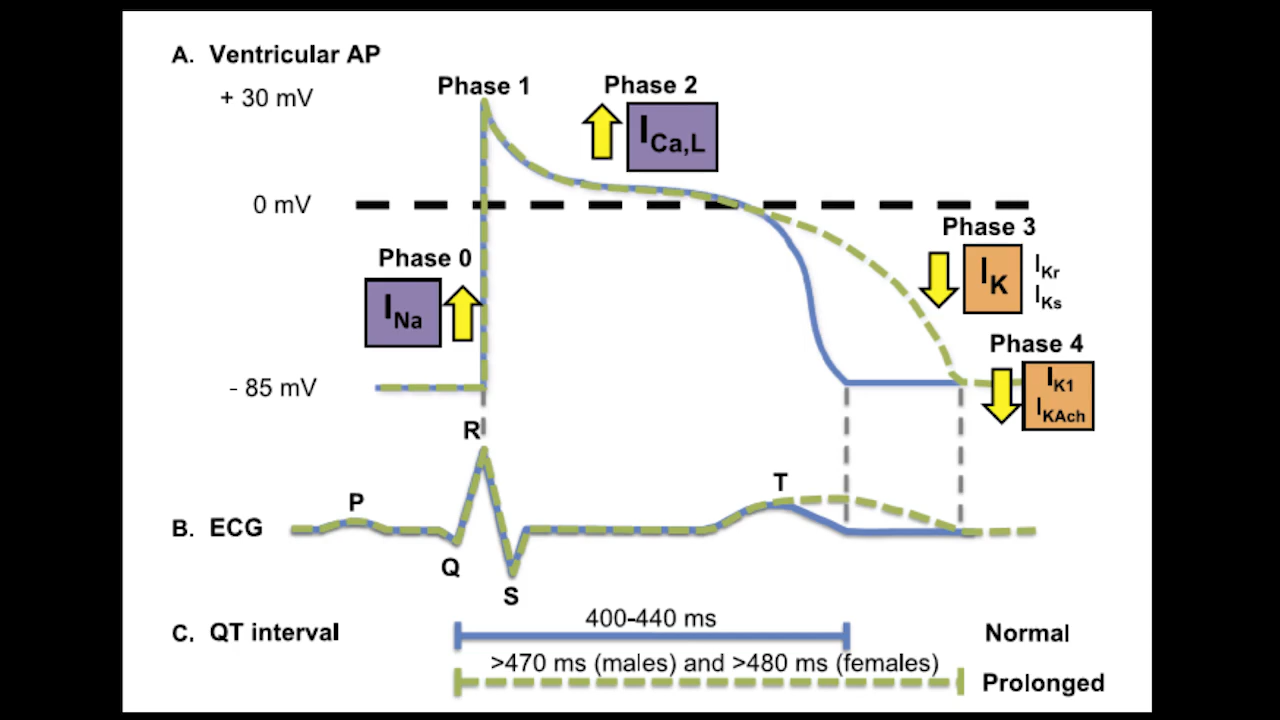 A. Ventricular AP
Phase 1
Phase 2
+ 30 mV
ICa,L
0 mV
Phase 3
Phase 0
IK
IKr
IKs
INa
Phase 4
- 85 mV
IK1
IKAch
R
T
P
B. ECG
Q
S
400-440 ms
C. QT interval
Normal
>470 ms (males) and >480 ms (females)
Prolonged